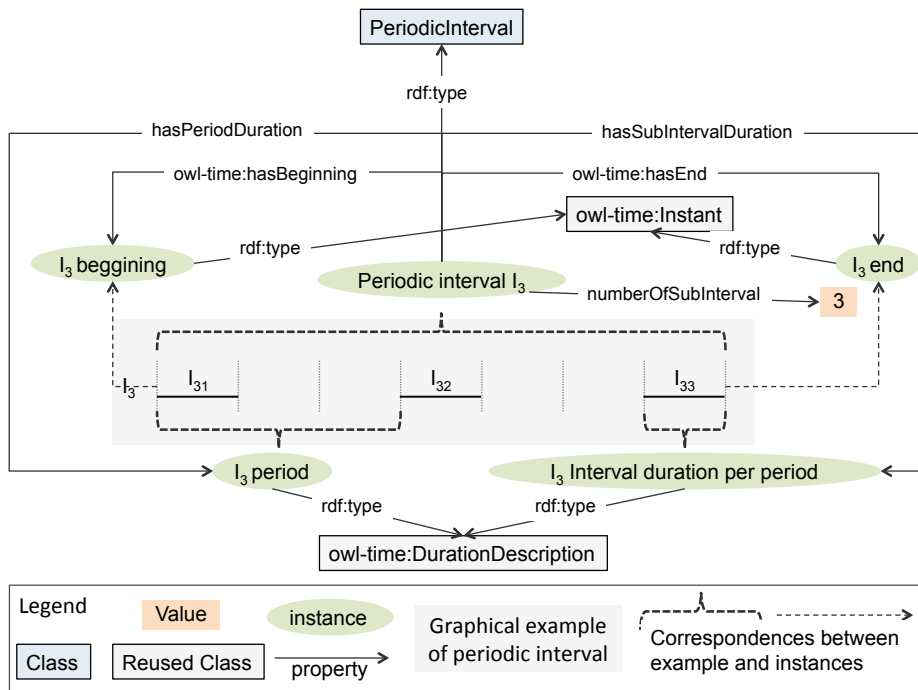 PeriodicInterval
rdf:type
hasPeriodDuration
hasSubIntervalDuration
owl-time:hasBeginning
owl-time:hasEnd
owl-time:Instant
rdf:type
rdf:type
I₃ beggining
Periodic interval I₃
I₃ end
numberOfSubInterval
3
I₃
I₃₁
I₃₂
I₃₃
I₃ period
I₃ Interval duration per period
rdf:type
rdf:type
owl-time:DurationDescription
Legend
Value
instance
Graphical example
of periodic interval
Class
Reused Class
property
Correspondences between
example and instances